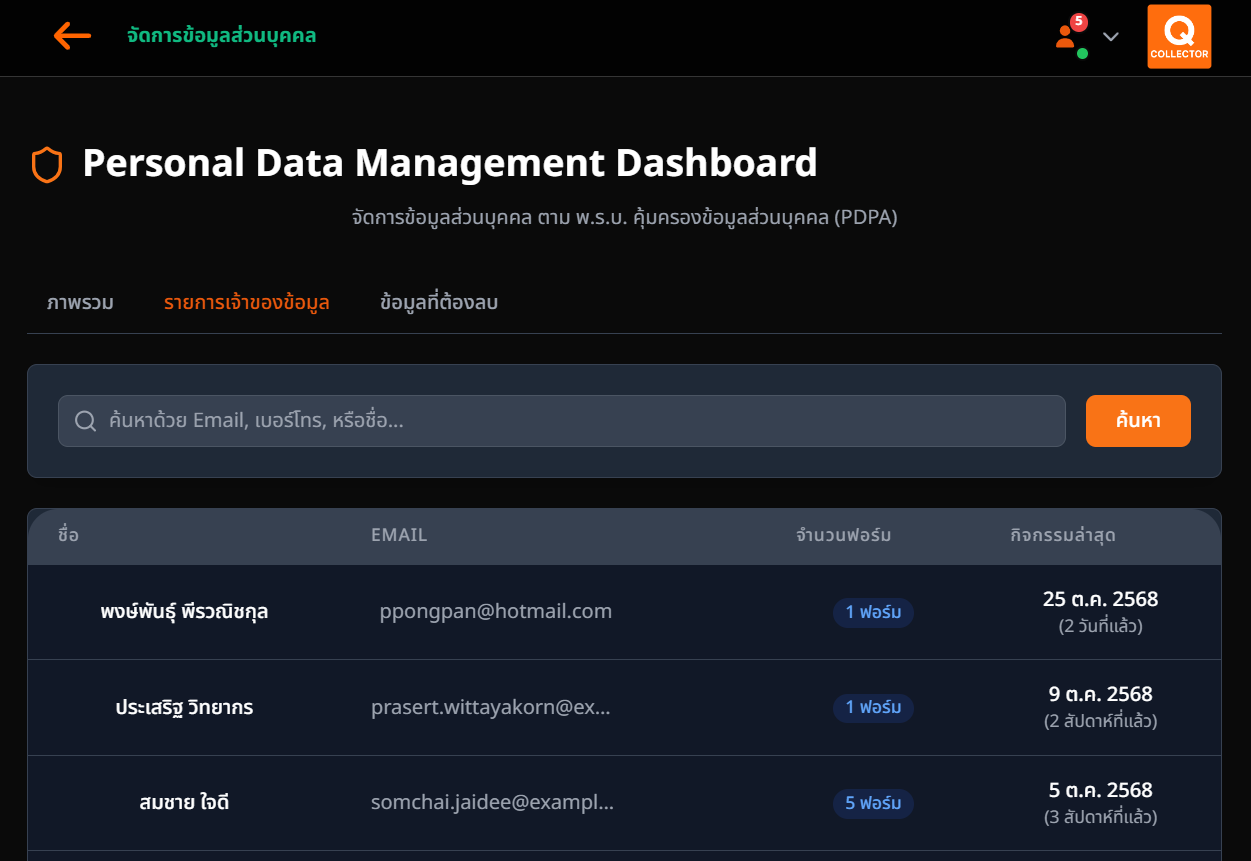 จัดการข้อมูลส่วนบุคคล
5
Q
COLLECTOR
Personal Data Management Dashboard
จัดการข้อมูลส่วนบุคคล ตาม พ.ร.บ. คุ้มครองข้อมูลส่วนบุคคล (PDPA)
ภาพรวม รายการเจ้าของข้อมูล ข้อมูลที่ต้องลบ
ค้นหาด้วย Email, เบอร์โทร, หรือชื่อ... ค้นหา
ชื่อ EMAIL จำนวนฟอร์ม กิจกรรมล่าสุด
พงษ์พันธุ์ พีรวณิชกุล ppongpan@hotmail.com 1 ฟอร์ม 25 ต.ค. 2568
(2 วันที่แล้ว)
ประเสริฐ วิทยากร prasert.wittayakorn@ex... 1 ฟอร์ม 9 ต.ค. 2568
(2 สัปดาห์ที่แล้ว)
สมชาย ใจดี somchai.jaidee@exampl... 5 ฟอร์ม 5 ต.ค. 2568
(3 สัปดาห์ที่แล้ว)